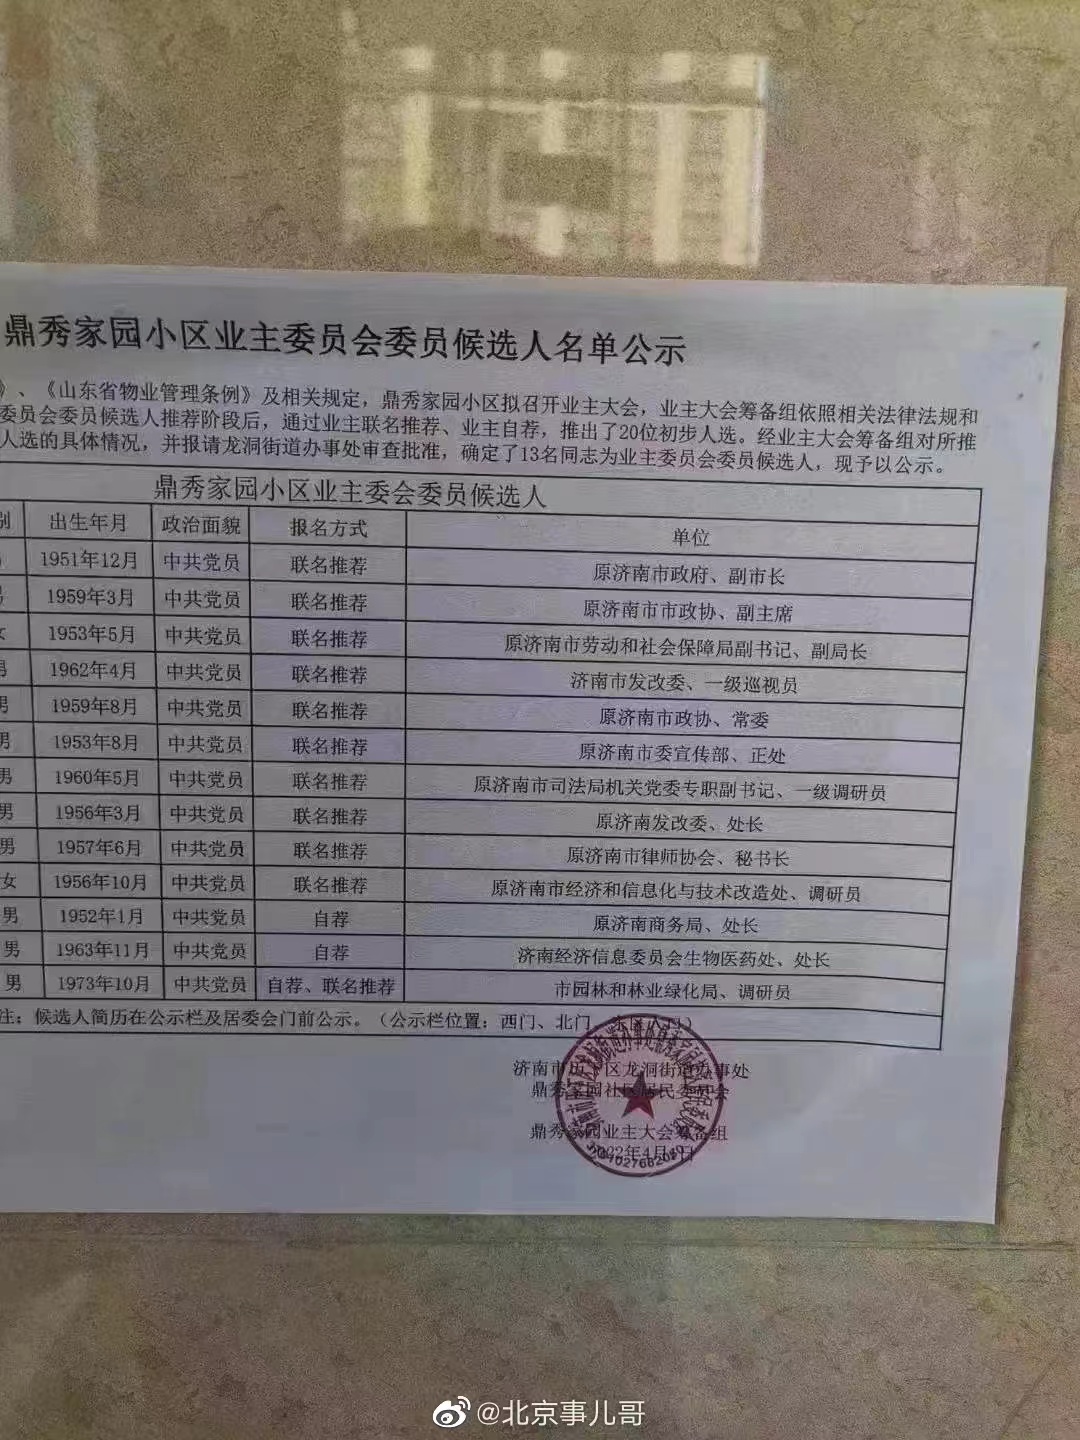 鼎秀家园小区业主委员会委员候选人名单公示
》、《山东省物业管理条例》及相关规定，鼎秀家园小区拟召开业主大会，业主大会筹备组依照相关法律法规和
委员会委员候选人推荐阶段后，通过业主联名推荐、业主自荐，推出了20位初步人选。经业主大会筹备组对所推
人选的具体情况，并报请龙洞街道办事处审查批准，确定了13名同志为业主委员会委员候选人，现予以公示。
鼎秀家园小区业主委会委员候选人
别 出生年月 政治面貌 报名方式 单位
1951年12月 中共党员 联名推荐 原济南市政府、副市长
男 1959年3月 中共党员 联名推荐 原济南市市政协、副主席
女 1953年5月 中共党员 联名推荐 原济南市劳动和社会保障局副书记、副局长
男 1962年4月 中共党员 联名推荐 济南市发改委、一级巡视员
男 1959年8月 中共党员 联名推荐 原济南市政协、常委
男 1953年8月 中共党员 联名推荐 原济南市委宣传部、正处
男 1960年5月 中共党员 联名推荐 原济南市司法局机关党委专职副书记、一级调研员
男 1956年3月 中共党员 联名推荐 原济南发改委、处长
男 1957年6月 中共党员 联名推荐 原济南市律师协会、秘书长
女 1956年10月 中共党员 联名推荐 原济南市经济和信息化与技术改造处、调研员
男 1952年1月 中共党员 自荐 原济南商务局、处长
男 1963年11月 中共党员 自荐 济南经济信息委员会生物医药处、处长
男 1973年10月 中共党员 自荐、联名推荐 市园林和林业绿化局、调研员
注：候选人简历在公示栏及居委会门前公示。（公示栏位置：西门、北门、东区入口）
济南市历下区龙洞街道办事处
鼎秀家园社区居民委员会
鼎秀家园业主大会筹备组
2022年4月
@北京事儿哥